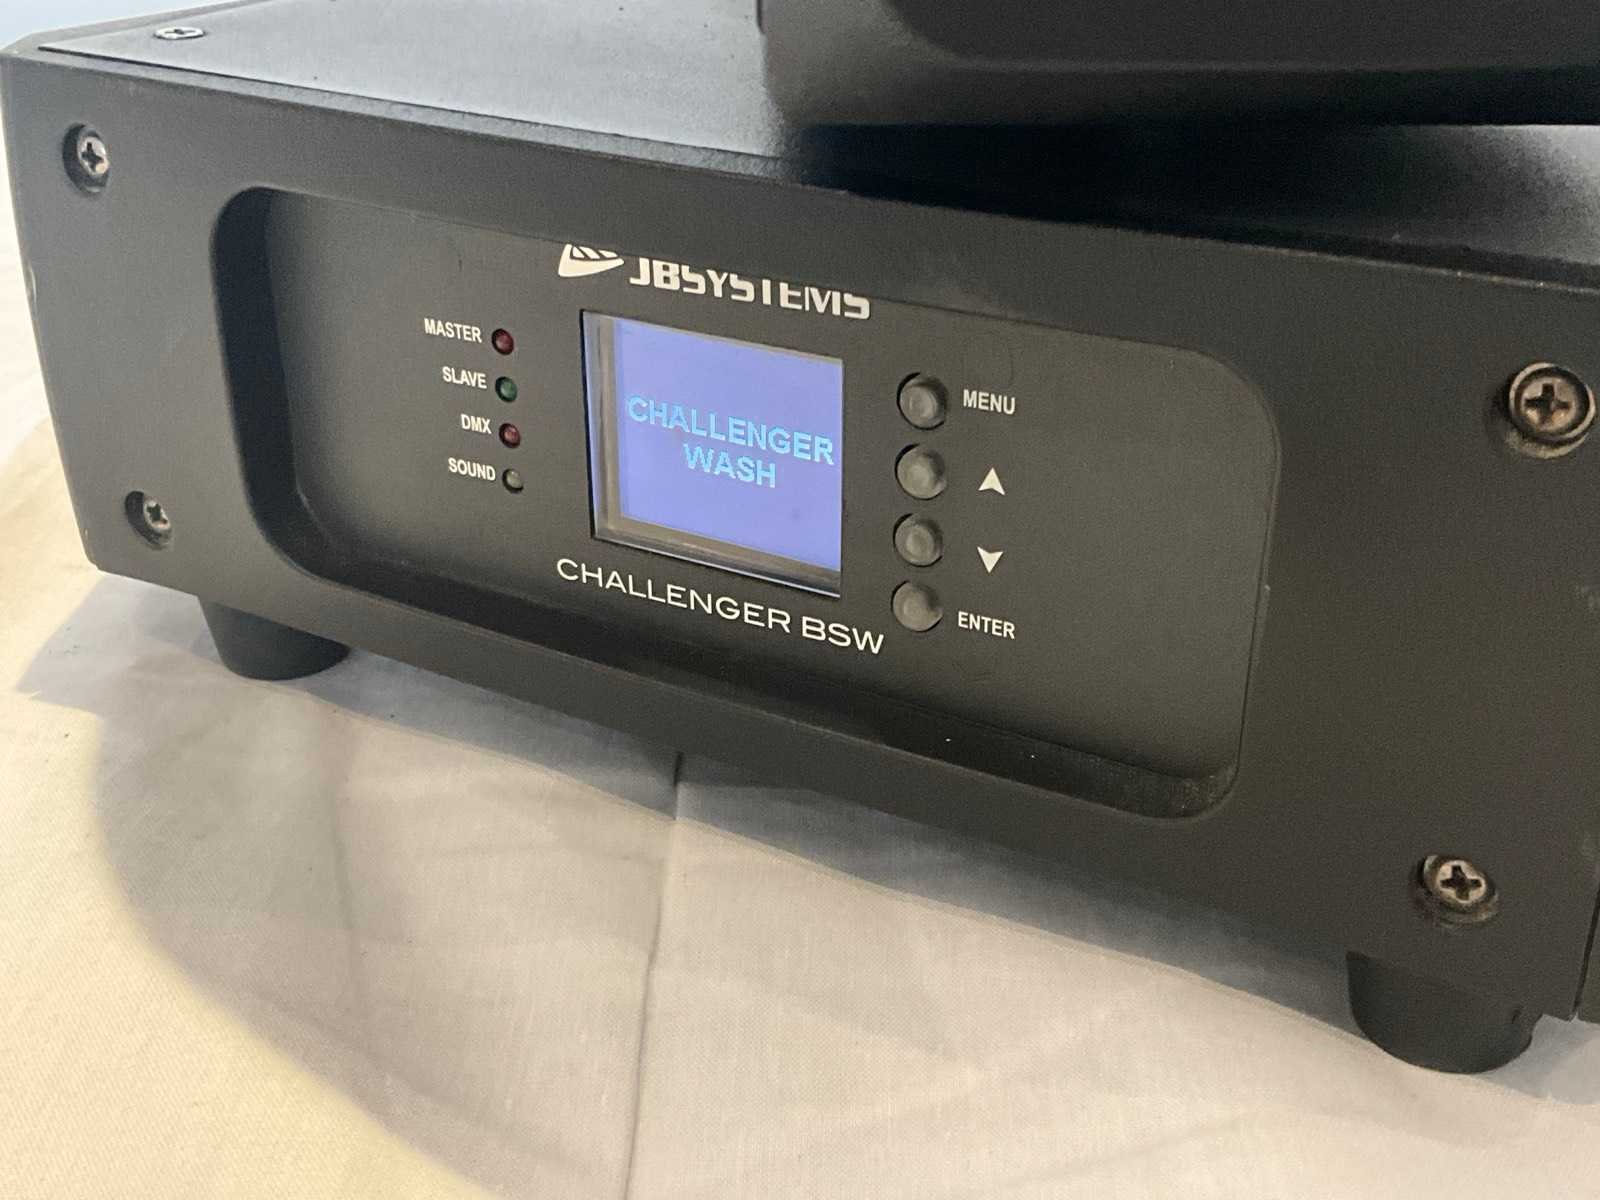 JBSYSTEMS
MASTER
SLAVE
DMX
SOUND
CHALLENGER
WASH
MENU
ENTER
CHALLENGER BSW